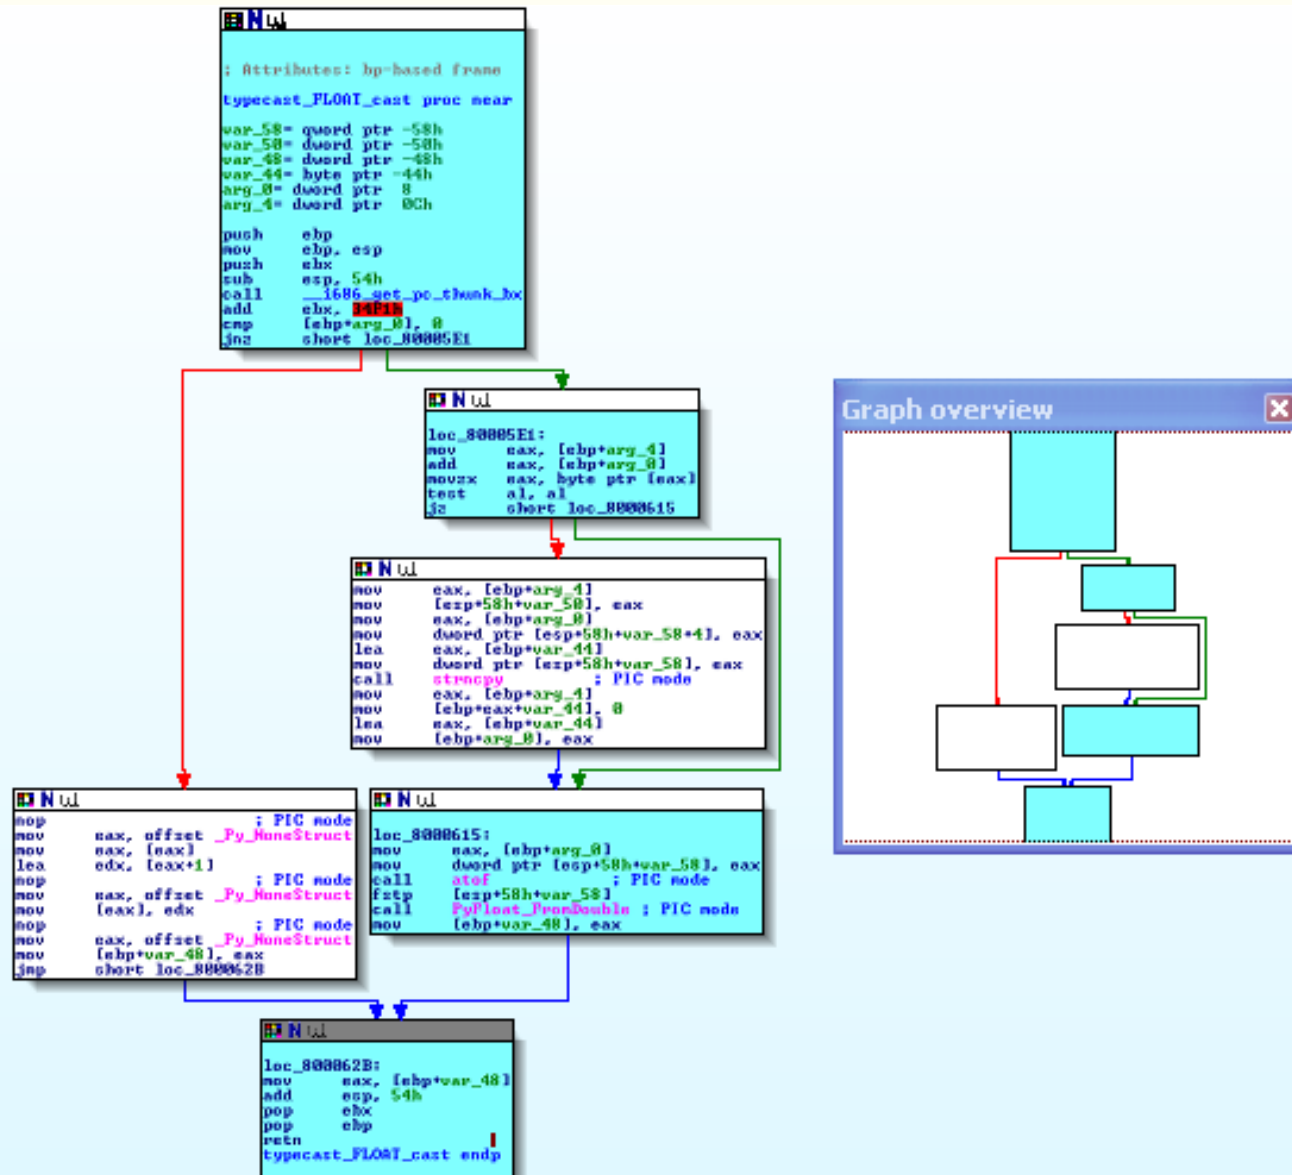 ; Attributes: bp-based frame
typecast_FLOAT_cast proc near
var_58= qword ptr -58h
var_50= dword ptr -50h
var_48= dword ptr -48h
var_44= byte ptr -44h
arg_0= dword ptr  8
arg_4= dword ptr  0Ch
push    ebp
mov     ebp, esp
push    ebx
sub     esp, 54h
call    __i686_get_pc_thunk_bx
add     ebx,
cmp     [ebp+arg_0], 0
jnz     short loc_80005E1
loc_80005E1:
mov     eax, [ebp+arg_4]
add     eax, [ebp+arg_0]
movzx   eax, byte ptr [eax]
test    al, al
jz      short loc_8000615
mov     eax, [ebp+arg_4]
mov     [esp+58h+var_50], eax
mov     eax, [ebp+arg_0]
mov     dword ptr [esp+58h+var_58+4], eax
lea     eax, [ebp+var_44]
mov     dword ptr [esp+58h+var_58], eax
call    strncpy         ; PIC mode
mov     eax, [ebp+arg_4]
mov     [ebp+eax+var_44], 0
lea     eax, [ebp+var_44]
mov     [ebp+arg_0], eax
nop                     ; PIC mode
mov     eax, offset _Py_NoneStruct
mov     eax, [eax]
lea     edx, [eax+1]
nop                     ; PIC mode
mov     eax, offset _Py_NoneStruct
mov     [eax], edx
nop                     ; PIC mode
mov     eax, offset _Py_NoneStruct
mov     [ebp+var_48], eax
jmp     short loc_800062B
loc_8000615:
mov     eax, [ebp+arg_0]
mov     dword ptr [esp+58h+var_58], eax
call    atof            ; PIC mode
fstp    [esp+58h+var_58]
call    PyFloat_FromDouble ; PIC mode
mov     [ebp+var_48], eax
loc_800062B:
mov     eax, [ebp+var_48]
add     esp, 54h
pop     ebx
pop     ebp
retn
typecast_FLOAT_cast endp
Graph overview